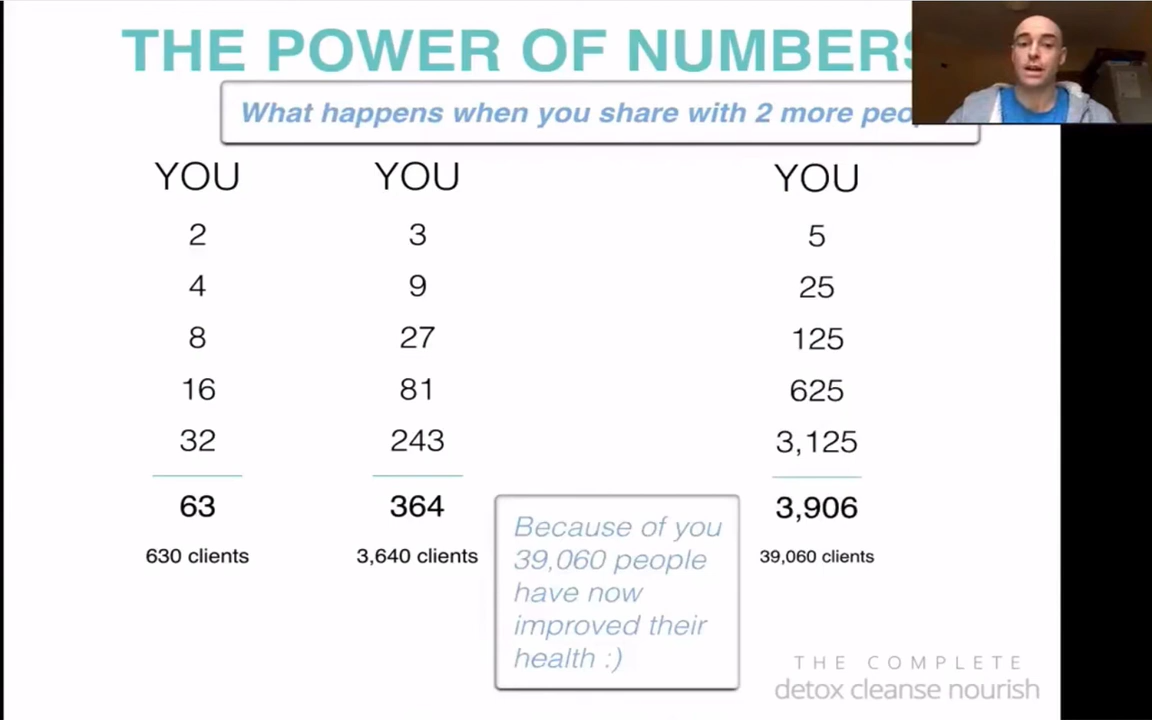 THE POWER OF NUMBERS
What happens when you share with 2 more
YOU YOU YOU
2 3 5
4 9 25
8 27 125
16 81 625
32 243 3,125
63 364 3,906
630 clients 3,640 clients 39,060 clients
Because of you
39,060 people
have now
improved their
health :)
THE COMPLETE
detox cleanse nourish